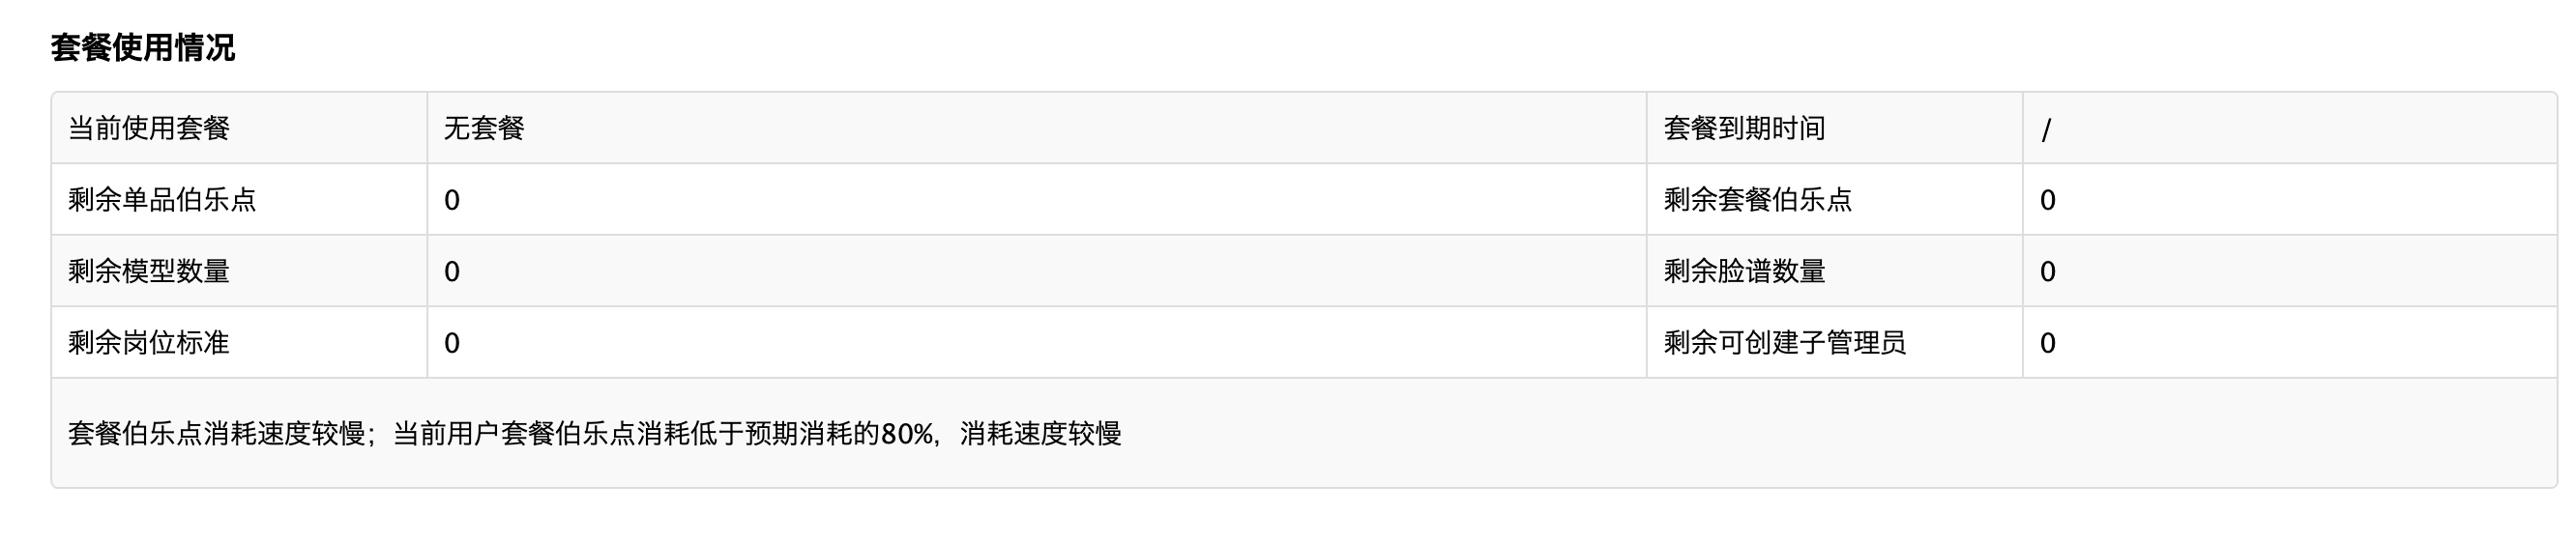 套餐使用情况
当前使用套餐 无套餐 套餐到期时间 /
剩余单品伯乐点 0 剩余套餐伯乐点 0
剩余模型数量 0 剩余脸谱数量 0
剩余岗位标准 0 剩余可创建子管理员 0
套餐伯乐点消耗速度较慢；当前用户套餐伯乐点消耗低于预期消耗的80%，消耗速度较慢